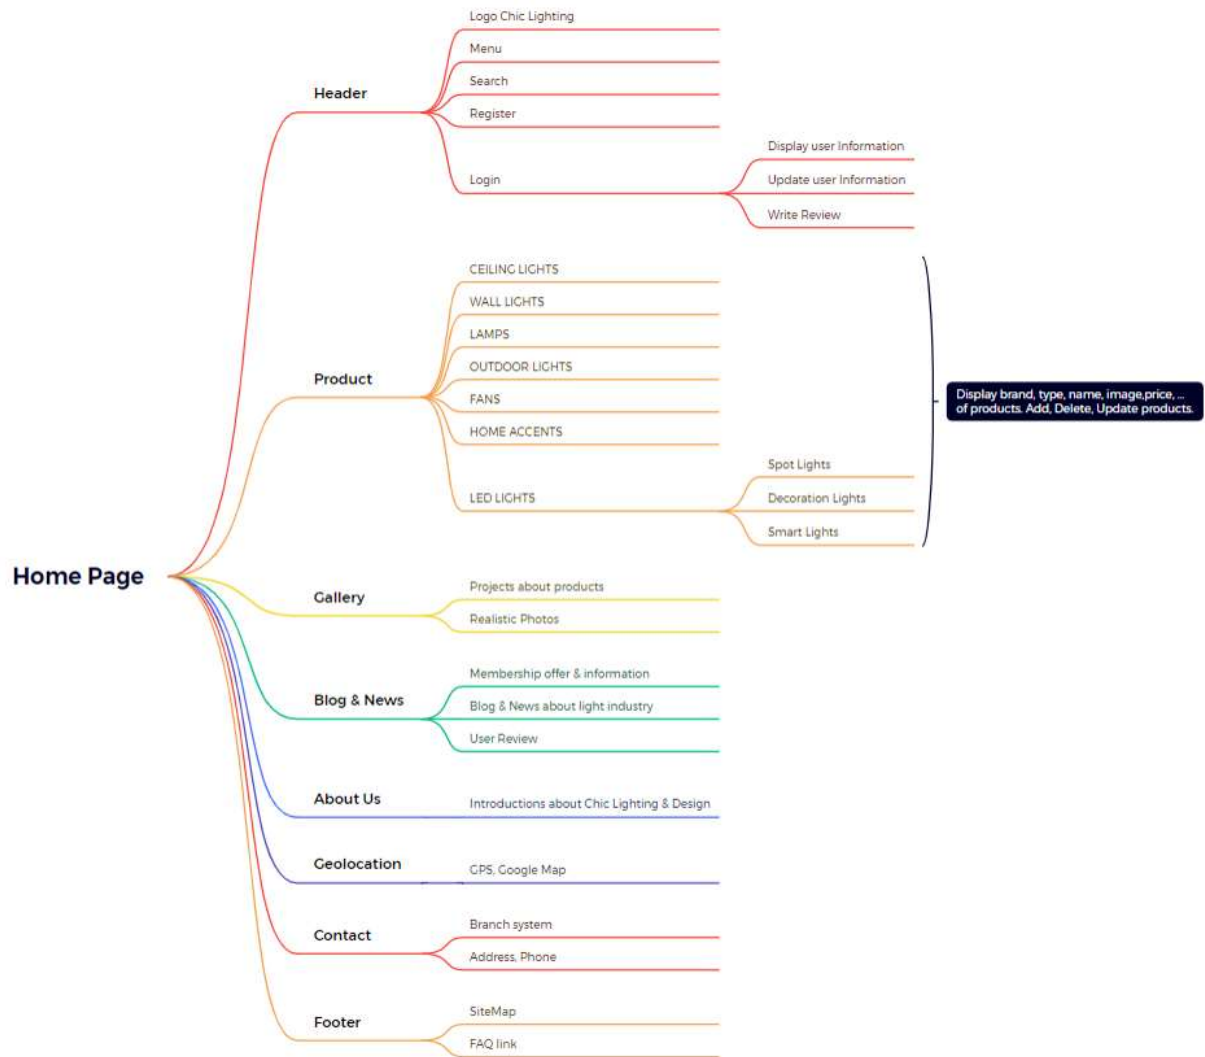 Home Page
Header
Logo Chic Lighting
Menu
Search
Register
Login
Display user Information
Update user Information
Write Review
Product
CEILING LIGHTS
WALL LIGHTS
LAMPS
OUTDOOR LIGHTS
FANS
HOME ACCENTS
LED LIGHTS
Spot Lights
Decoration Lights
Smart Lights
Display brand, type, name, image,price, ...
of products. Add, Delete, Update products.
Gallery
Projects about products
Realistic Photos
Blog & News
Membership offer & information
Blog & News about light industry
User Review
About Us
Introductions about Chic Lighting & Design
Geolocation
GPS, Google Map
Contact
Branch system
Address, Phone
Footer
SiteMap
FAQ link